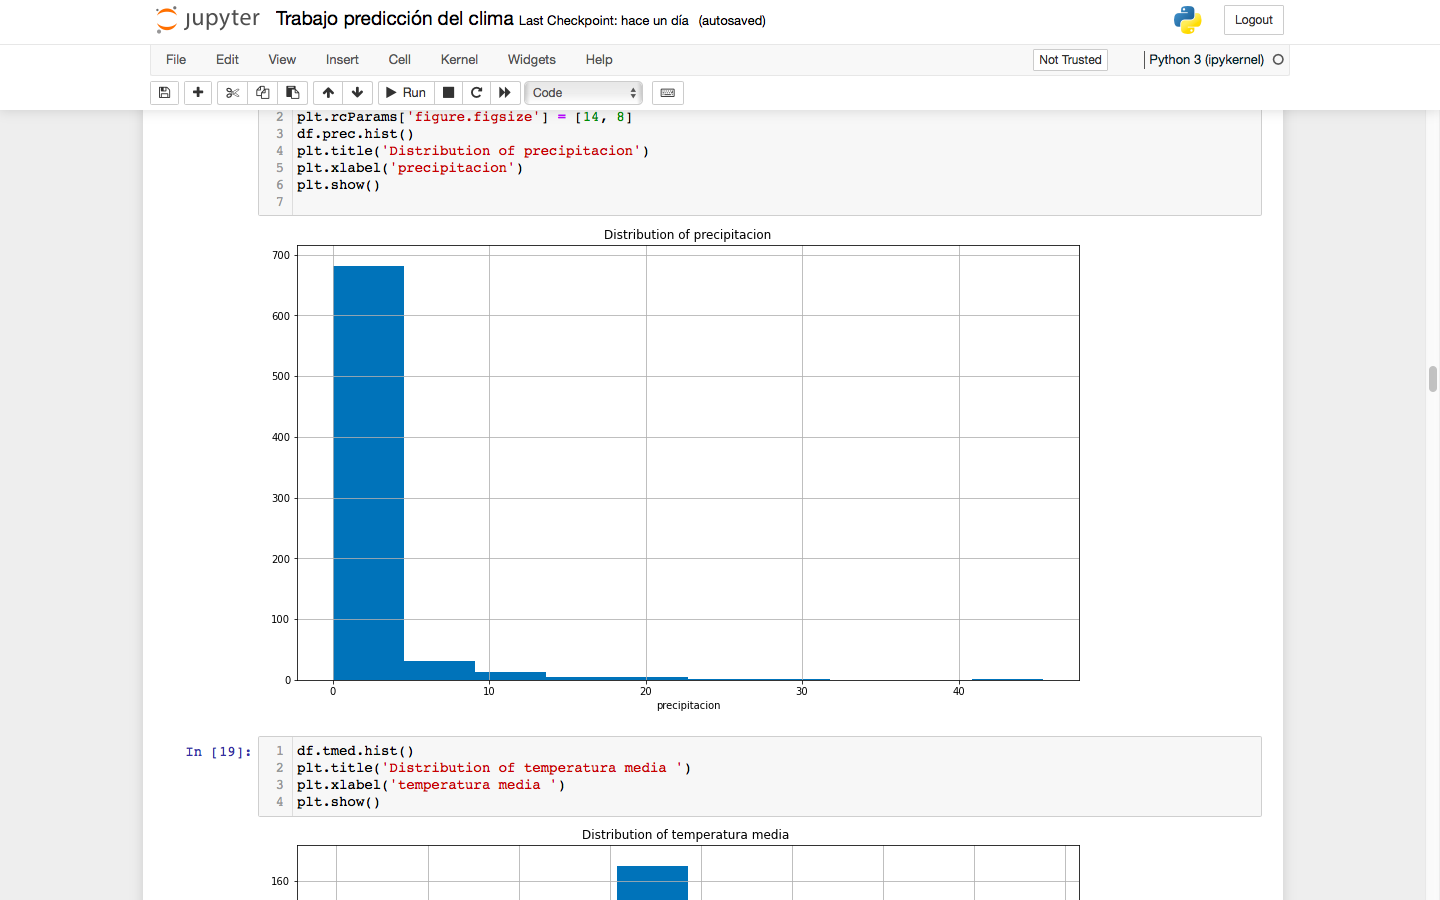 jupyter Trabajo predicción del clima Last Checkpoint: hace un día (autosaved) Logout
File Edit View Insert Cell Kernel Widgets Help Not Trusted Python 3 (ipykernel)
Run Code
2 plt.rcParams['figure.figsize'] = [14, 8]
3 df.prec.hist()
4 plt.title('Distribution of precipitacion')
5 plt.xlabel('precipitacion')
6 plt.show()
7
Distribution of precipitacion
700
600
500
400
300
200
100
0
0 10 20 30 40
precipitacion
In [19]:
1 df.tmed.hist()
2 plt.title('Distribution of temperatura media ')
3 plt.xlabel('temperatura media ')
4 plt.show()
Distribution of temperatura media
160